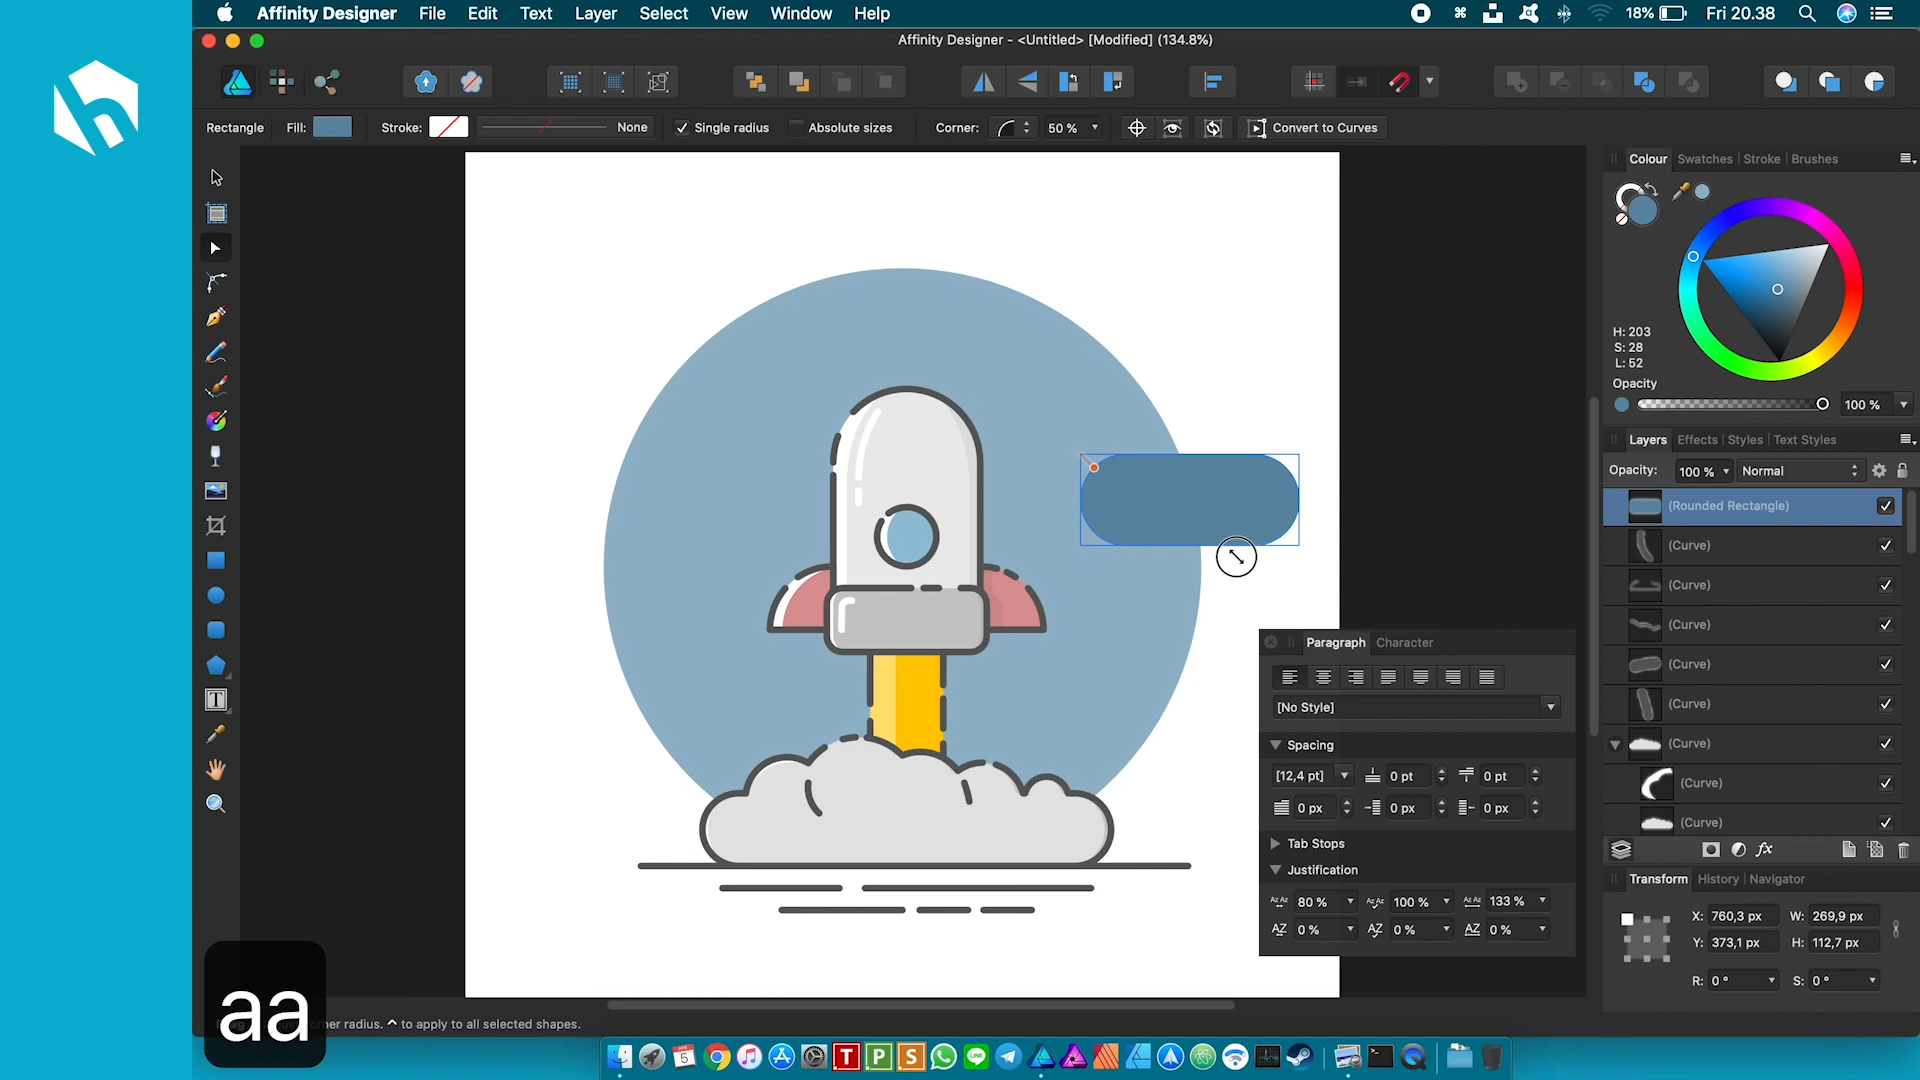 Affinity Designer File Edit Text Layer Select View Window Help
18% Fri 20.38
Affinity Designer - <Untitled> [Modified] (134.8%)
Rectangle Fill: Stroke: None Single radius Absolute sizes Corner: 50 % Convert to Curves
Colour Swatches Stroke Brushes
H: 203
S: 28
L: 52
Opacity
100 %
Layers Effects Styles Text Styles
Opacity: 100 % Normal
(Rounded Rectangle)
(Curve)
(Curve)
(Curve)
(Curve)
(Curve)
(Curve)
(Curve)
(Curve)
Paragraph Character
[No Style]
Spacing
[12,4 pt] 0 pt 0 pt
0 px 0 px 0 px
Tab Stops
Justification
80 % 100 % 133 %
0 % 0 % 0 %
Transform History Navigator
X: 760,3 px W: 269,9 px
Y: 373,1 px H: 112,7 px
R: 0 ° S: 0 °
aa
radius. ^ to apply to all selected shapes.